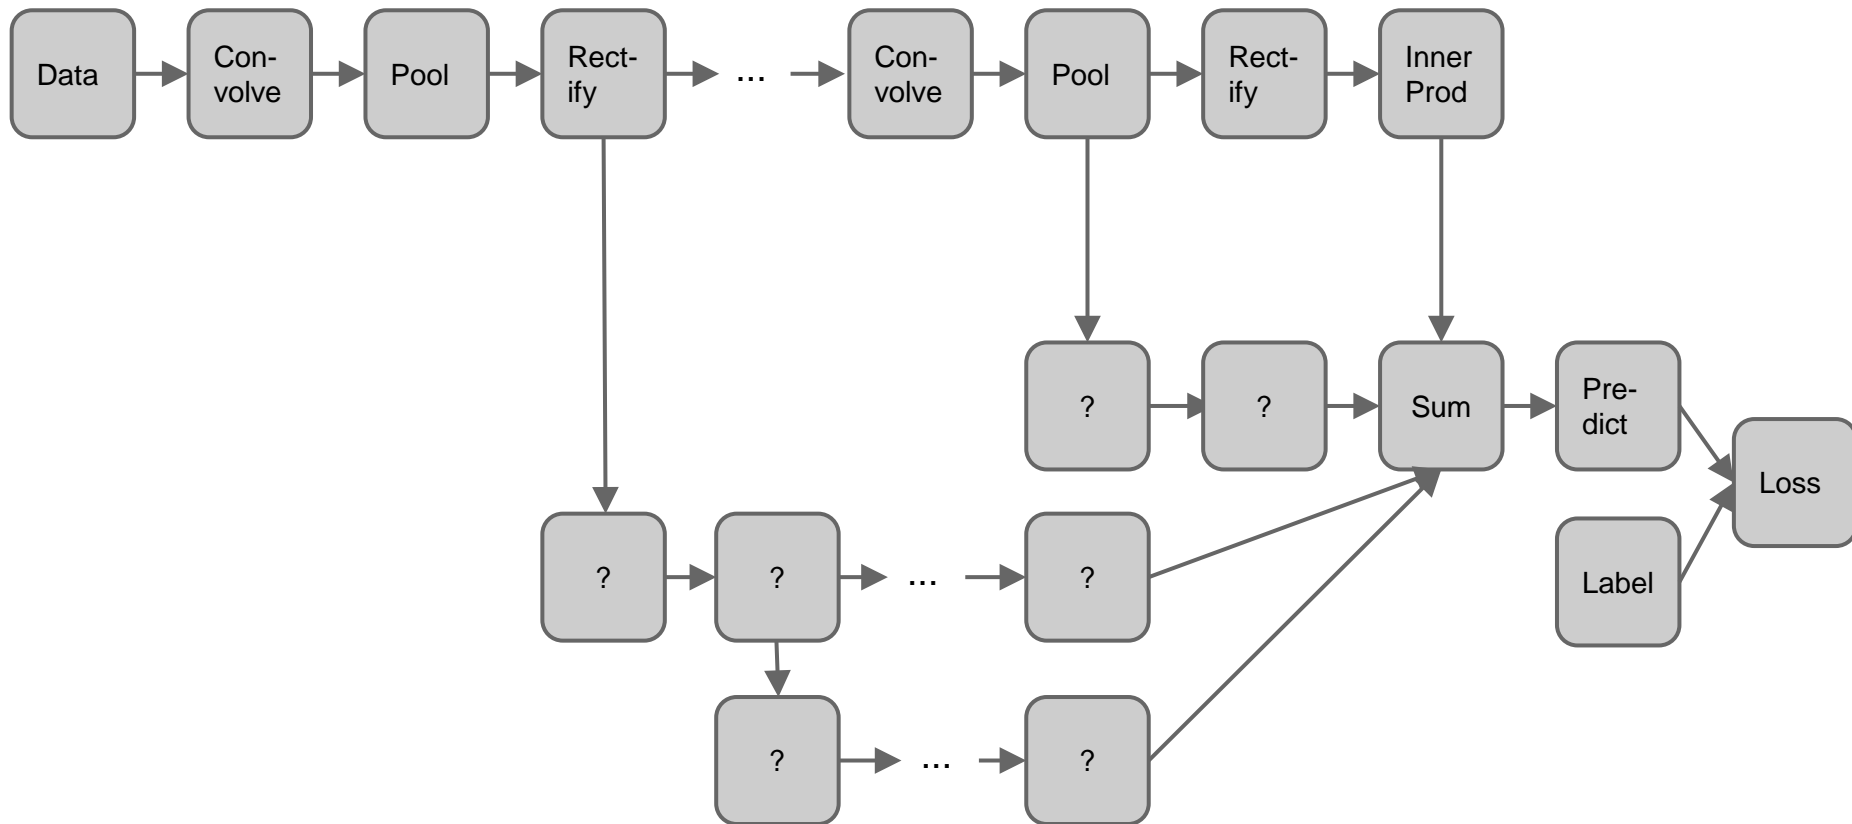 Data
Con-
volve
Pool
Rect-
ify
...
Con-
volve
Pool
Rect-
ify
Inner
Prod
?
?
Sum
Pre-
dict
Loss
Label
?
?
...
?
?
...
?